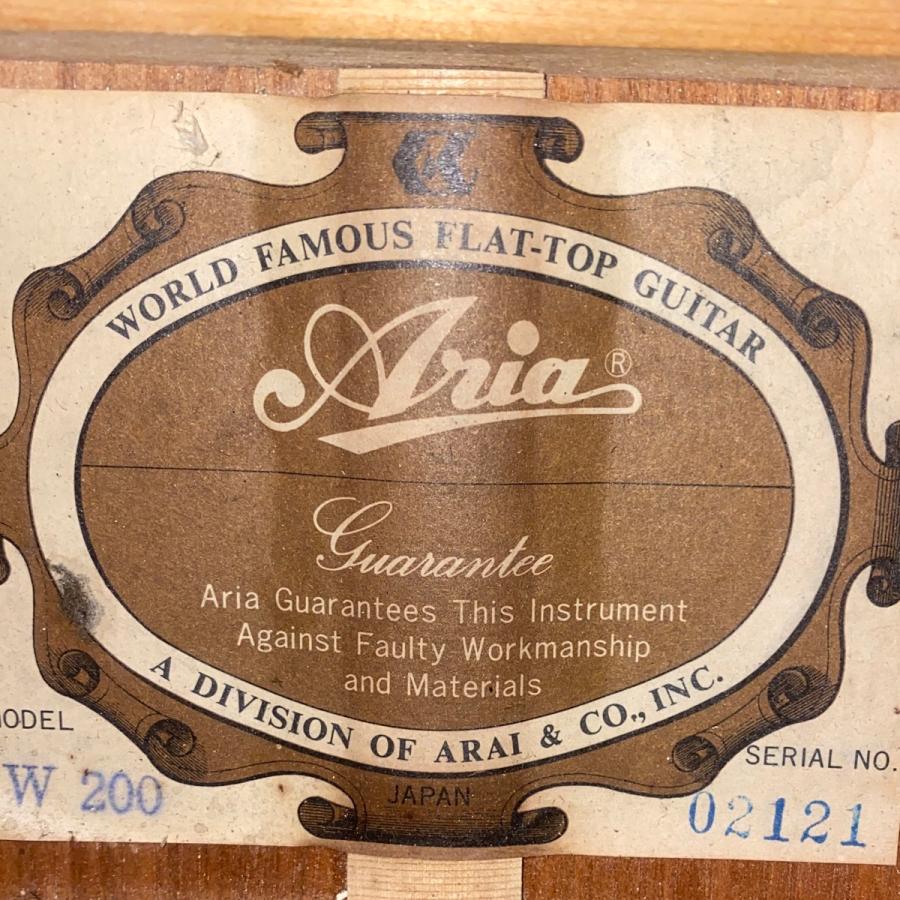 WORLD FAMOUS FLAT-TOP GUITAR
Aria®
Guarantee
Aria Guarantees This Instrument
Against Faulty Workmanship
and Materials
A DIVISION OF ARAI & CO., INC.
JAPAN
ODEL
W 200
SERIAL NO.
02121